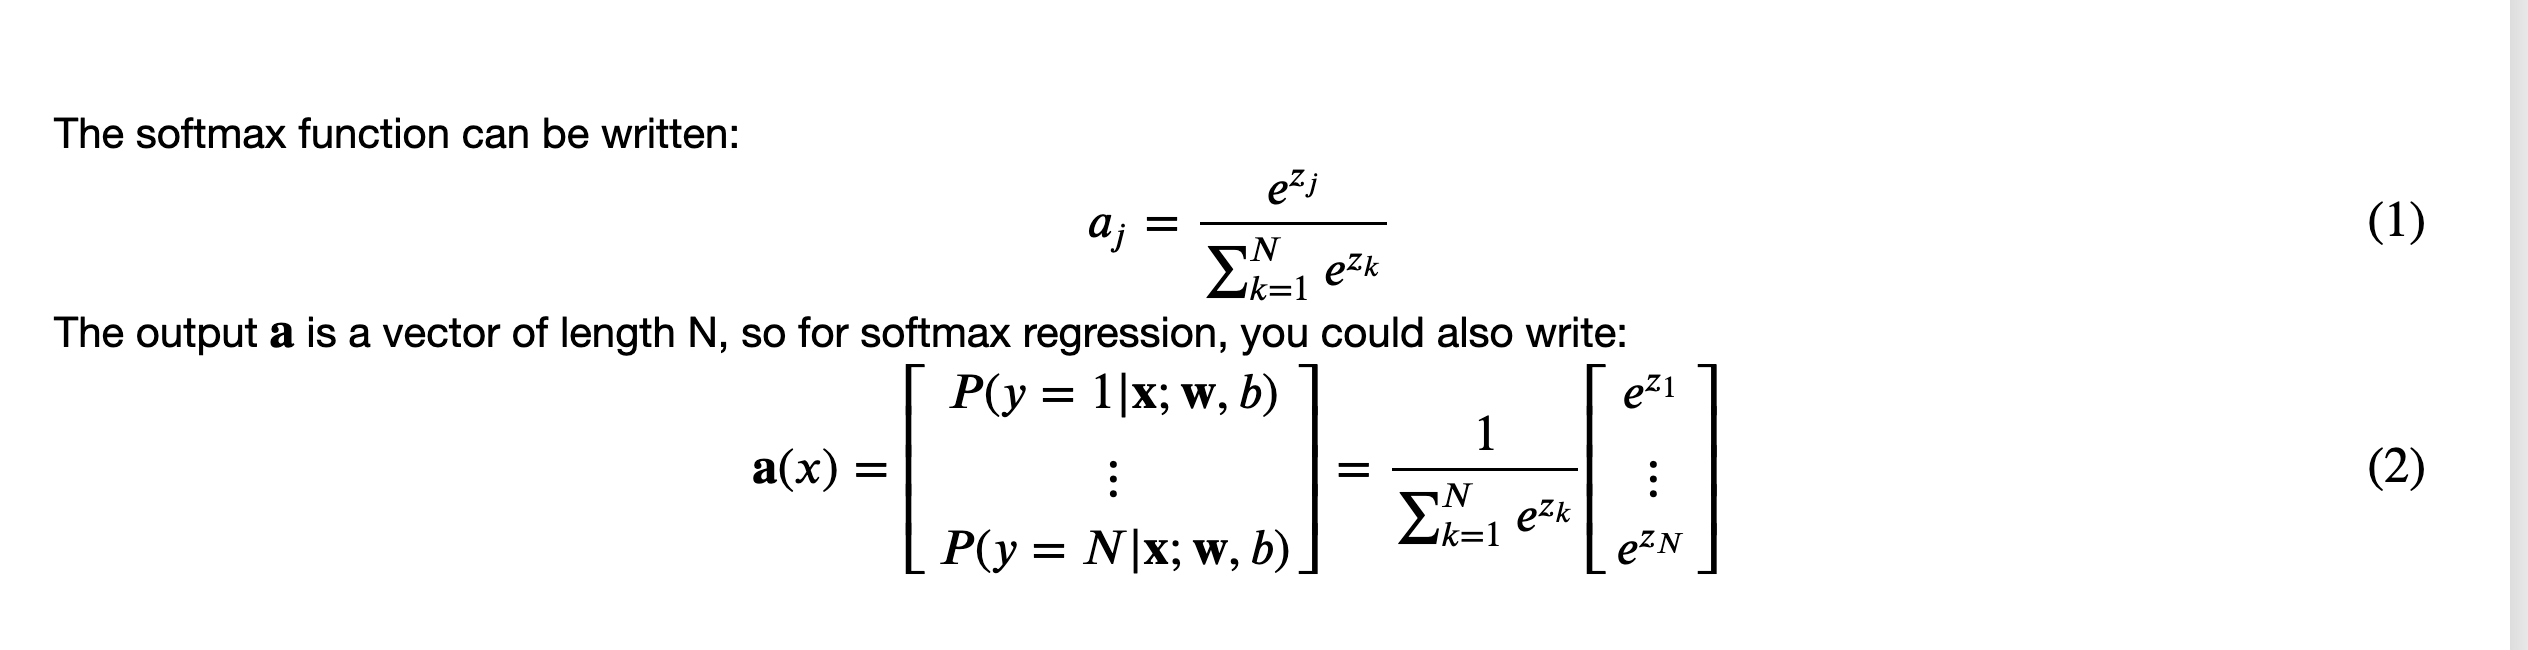 The softmax function can be written:
$$a_j = \frac{e^{z_j}}{\sum_{k=1}^{N} e^{z_k}} \quad (1)$$
The output $\mathbf{a}$ is a vector of length N, so for softmax regression, you could also write:
$$\mathbf{a}(x) = \begin{bmatrix} P(y = 1|\mathbf{x}; \mathbf{w}, b) \\ \vdots \\ P(y = N|\mathbf{x}; \mathbf{w}, b) \end{bmatrix} = \frac{1}{\sum_{k=1}^{N} e^{z_k}} \begin{bmatrix} e^{z_1} \\ \vdots \\ e^{z_N} \end{bmatrix} \quad (2)$$